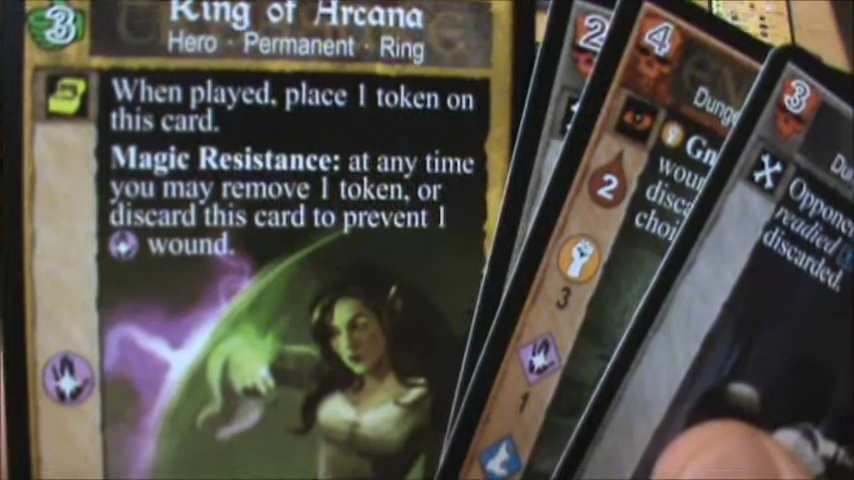 3
Ring of Arcana
Hero · Permanent · Ring
When played, place 1 token on
this card.
Magic Resistance: at any time
you may remove 1 token, or
discard this card to prevent 1
wound.
2
4
Gn
2
3
1
3
readied
discarded.